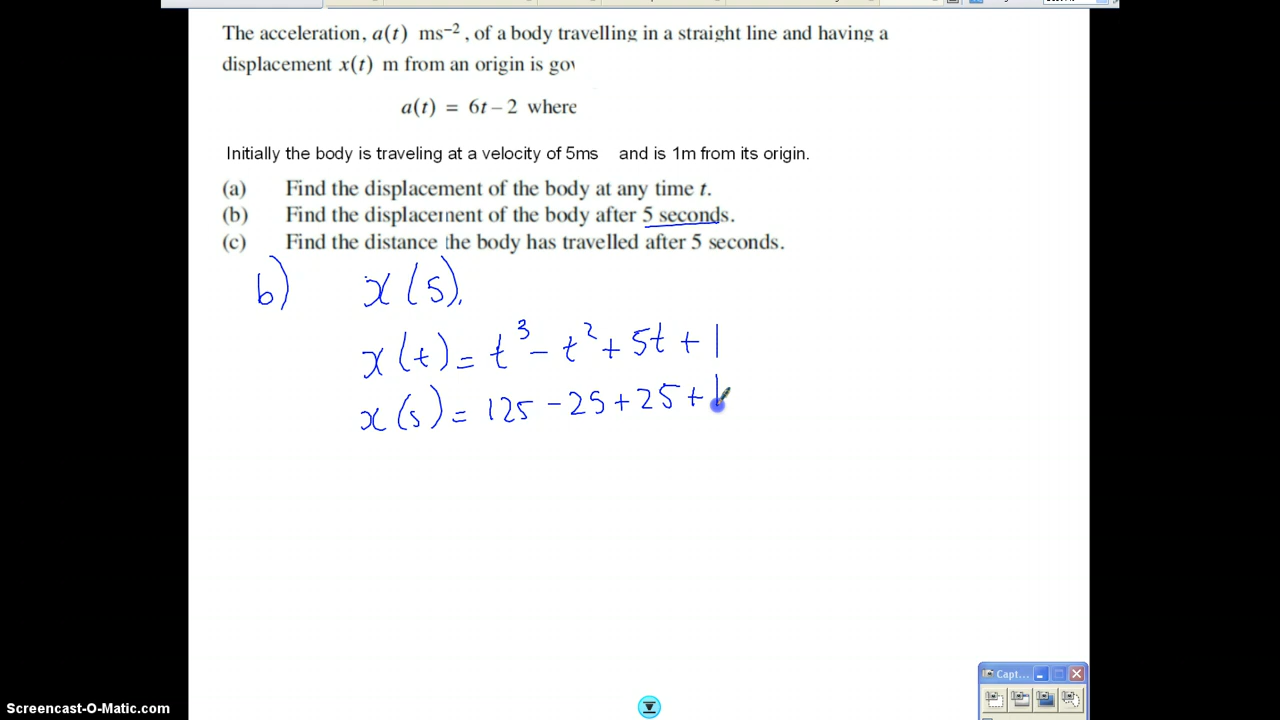 The acceleration, a(t) ms⁻², of a body travelling in a straight line and having a
displacement x(t) m from an origin is gov
a(t) = 6t – 2 where
Initially the body is traveling at a velocity of 5ms and is 1m from its origin.
(a) Find the displacement of the body at any time t.
(b) Find the displacement of the body after 5 seconds.
(c) Find the distance the body has travelled after 5 seconds.
b) x(5).
x(t) = t³ – t² + 5t + 1
x(5) = 125 – 25 + 25 + 1
Capt...
Screencast-O-Matic.com